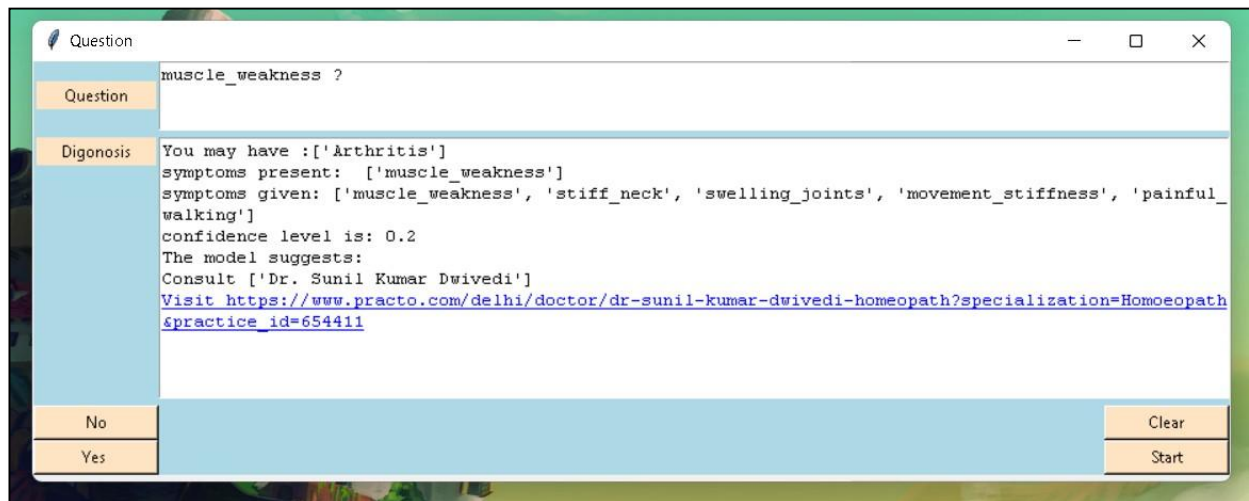 Question
Question
muscle_weakness ?
Digonosis
You may have :['Arthritis']
symptoms present:  ['muscle_weakness']
symptoms given: ['muscle_weakness', 'stiff_neck', 'swelling_joints', 'movement_stiffness', 'painful_
walking']
confidence level is: 0.2
The model suggests:
Consult ['Dr. Sunil Kumar Dwivedi']
Visit https://www.practo.com/delhi/doctor/dr-sunil-kumar-dwivedi-homeopath?specialization=Homoeopath
&practice_id=654411
No
Clear
Yes
Start